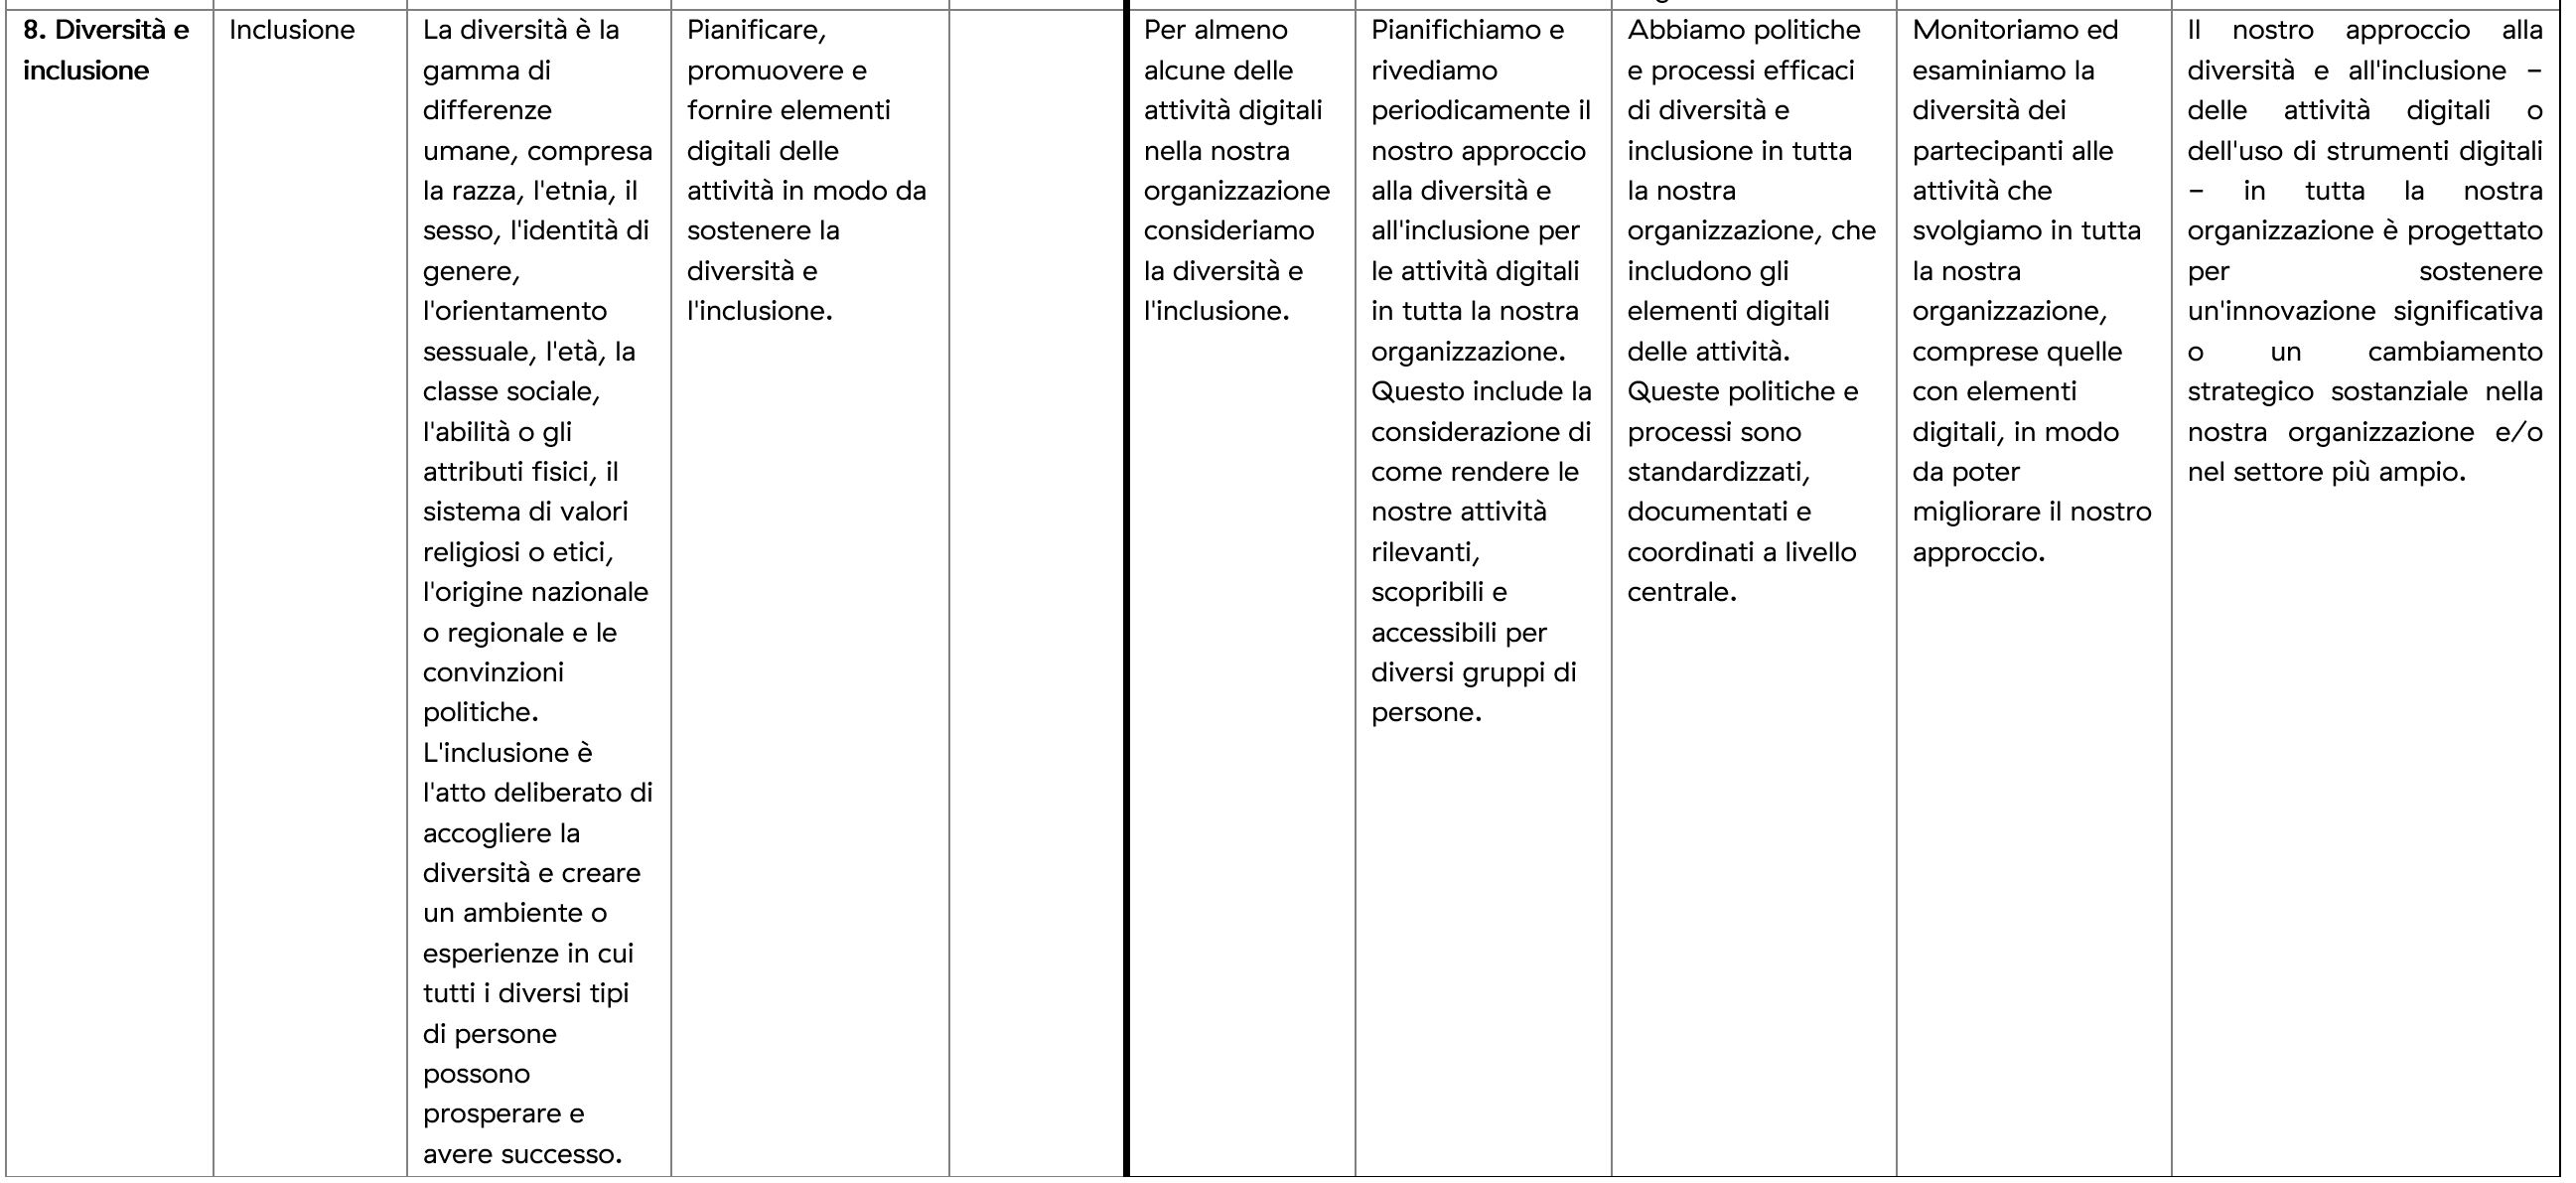 8. Diversità e
inclusione
Inclusione
La diversità è la
gamma di
differenze
umane, compresa
la razza, l'etnia, il
sesso, l'identità di
genere,
l'orientamento
sessuale, l'età, la
classe sociale,
l'abilità o gli
attributi fisici, il
sistema di valori
religiosi o etici,
l'origine nazionale
o regionale e le
convinzioni
politiche.
L'inclusione è
l'atto deliberato di
accogliere la
diversità e creare
un ambiente o
esperienze in cui
tutti i diversi tipi
di persone
possono
prosperare e
avere successo.
Pianificare,
promuovere e
fornire elementi
digitali delle
attività in modo da
sostenere la
diversità e
l'inclusione.
Per almeno
alcune delle
attività digitali
nella nostra
organizzazione
consideriamo
la diversità e
l'inclusione.
Pianifichiamo e
rivediamo
periodicamente il
nostro approccio
alla diversità e
all'inclusione per
le attività digitali
in tutta la nostra
organizzazione.
Questo include la
considerazione di
come rendere le
nostre attività
rilevanti,
scopribili e
accessibili per
diversi gruppi di
persone.
Abbiamo politiche
e processi efficaci
di diversità e
inclusione in tutta
la nostra
organizzazione, che
includono gli
elementi digitali
delle attività.
Queste politiche e
processi sono
standardizzati,
documentati e
coordinati a livello
centrale.
Monitoriamo ed
esaminiamo la
diversità dei
partecipanti alle
attività che
svolgiamo in tutta
la nostra
organizzazione,
comprese quelle
con elementi
digitali, in modo
da poter
migliorare il nostro
approccio.
Il nostro approccio alla
diversità e all'inclusione –
delle attività digitali o
dell'uso di strumenti digitali
– in tutta la nostra
organizzazione è progettato
per sostenere
un'innovazione significativa
o un cambiamento
strategico sostanziale nella
nostra organizzazione e/o
nel settore più ampio.